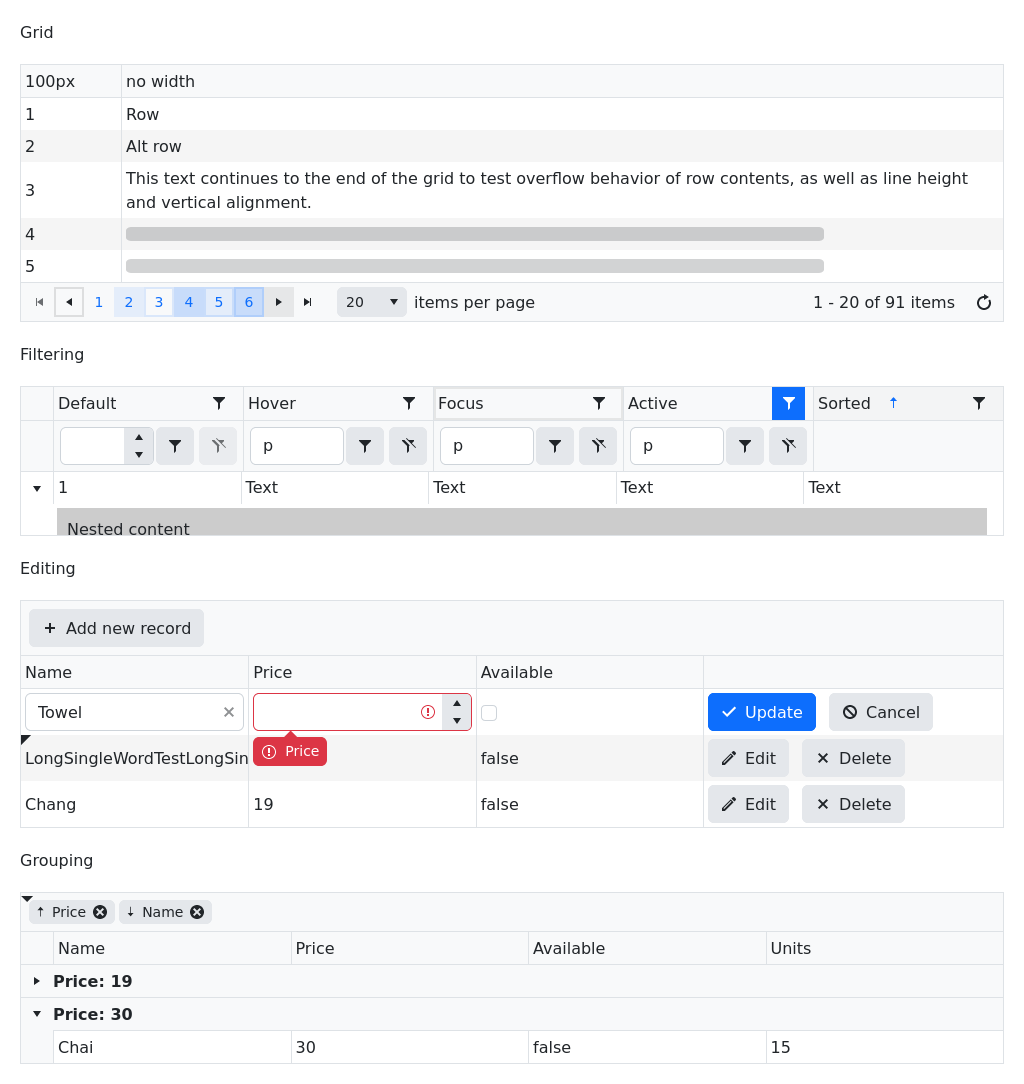 Grid
100px no width
1 Row
2 Alt row
3 This text continues to the end of the grid to test overflow behavior of row contents, as well as line height
and vertical alignment.
4
5
1 2 3 4 5 6 20 items per page 1 - 20 of 91 items
Filtering
Default Hover Focus Active Sorted
p p p
1 Text Text Text Text
Nested content
Editing
Add new record
Name Price Available
Towel Update Cancel
Price
LongSingleWordTestLongSin false Edit Delete
Chang 19 false Edit Delete
Grouping
Price Name
Name Price Available Units
Price: 19
Price: 30
Chai 30 false 15